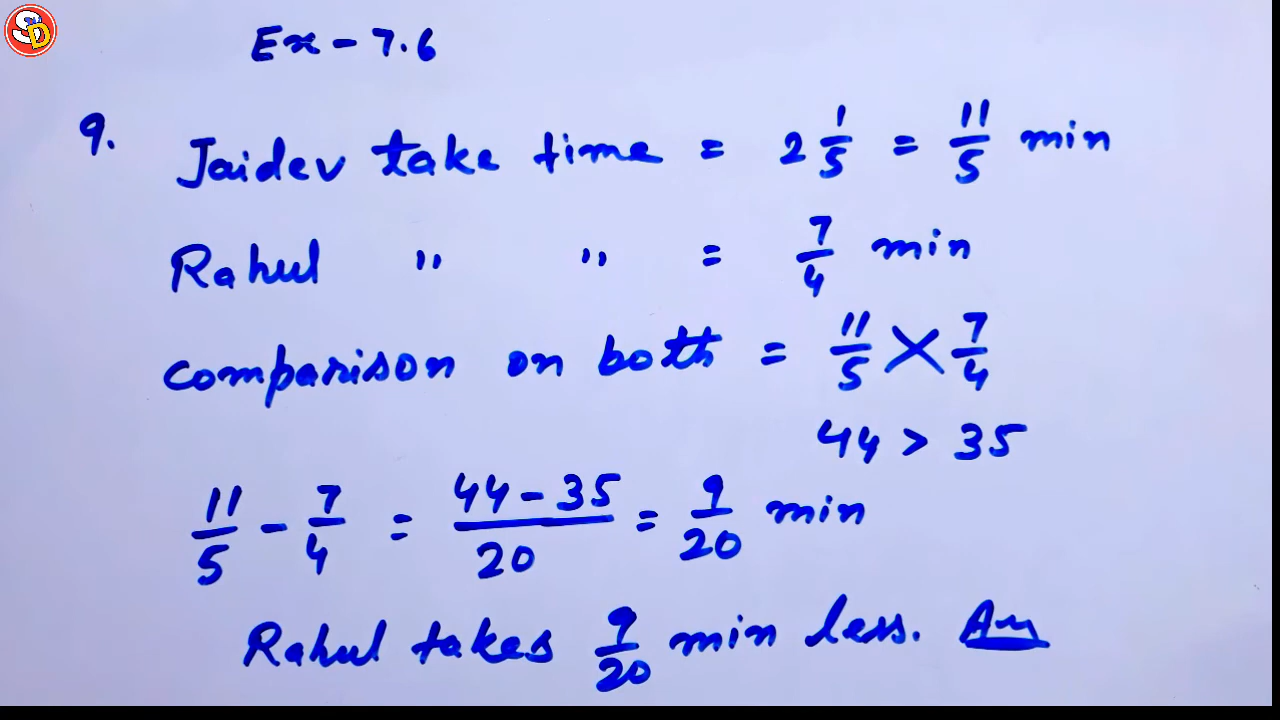 SD
Ex - 7.6
9. Jaidev take time = 2 1/5 = 11/5 min
Rahul " " = 7/4 min
comparison on both = 11/5 × 7/4
44 > 35
11/5 - 7/4 = 44 - 35/20 = 9/20 min
Rahul takes 9/20 min less. Ans